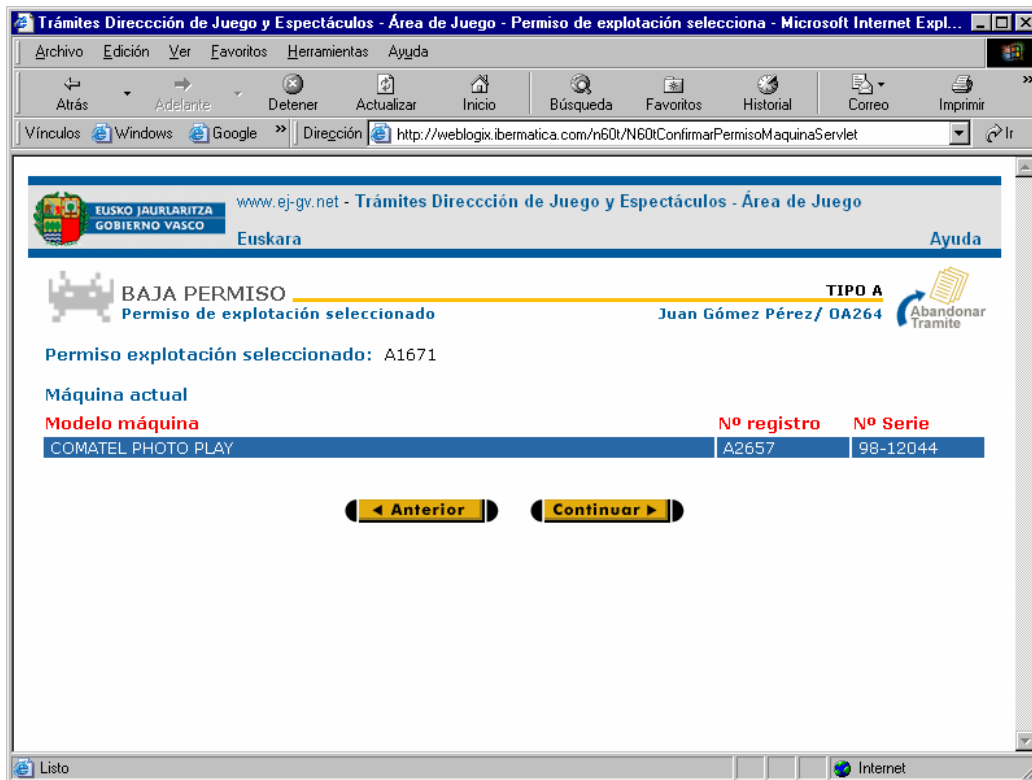 Trámites Direccción de Juego y Espectáculos - Área de Juego - Permiso de explotación selecciona - Microsoft Internet Expl...
Archivo Edición Ver Favoritos Herramientas Ayuda
Atrás Adelante Detener Actualizar Inicio Búsqueda Favoritos Historial Correo Imprimir »
Vínculos Windows Google » Dirección http://weblogix.ibermatica.com/n60t/N60tConfirmarPermisoMaquinaServlet Ir
EUSKO JAURLARITZA
GOBIERNO VASCO
www.ej-gv.net - Trámites Direccción de Juego y Espectáculos - Área de Juego
Euskara Ayuda
BAJA PERMISO TIPO A
Permiso de explotación seleccionado Juan Gómez Pérez/ OA264
Abandonar
Tramite
Permiso explotación seleccionado: A1671
Máquina actual
Modelo máquina Nº registro Nº Serie
COMATEL PHOTO PLAY A2657 98-12044
Anterior Continuar
Listo Internet